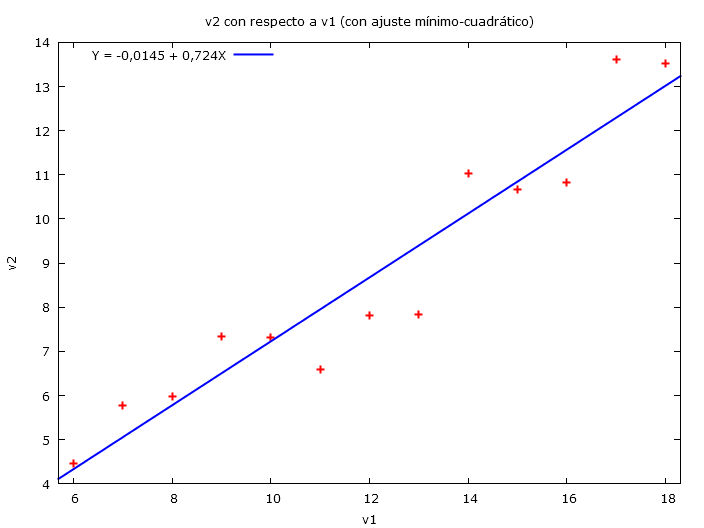 v2 con respecto a v1 (con ajuste mínimo-cuadrático)
Y = -0,0145 + 0,724X
14
13
12
11
10
9
8
7
6
5
4
v2
6 8 10 12 14 16 18
v1